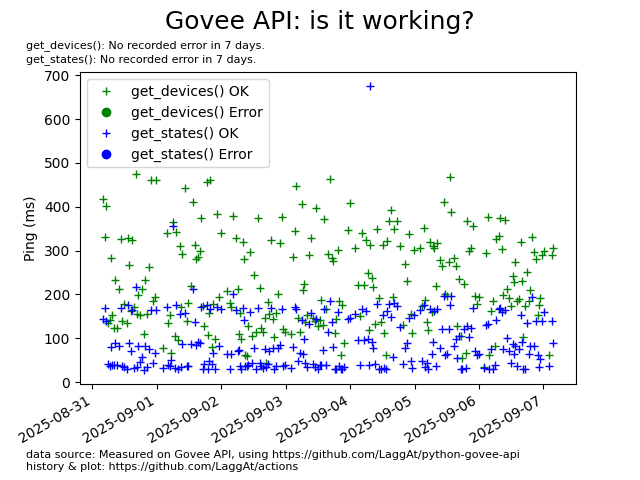 Govee API: is it working?
get_devices(): No recorded error in 7 days.
get_states(): No recorded error in 7 days.
700
600
500
400
300
200
100
0
Ping (ms)
get_devices() OK
get_devices() Error
get_states() OK
get_states() Error
2025-08-31
2025-09-01
2025-09-02
2025-09-03
2025-09-04
2025-09-05
2025-09-06
2025-09-07
data source: Measured on Govee API, using https://github.com/LaggAt/python-govee-api
history & plot: https://github.com/LaggAt/actions